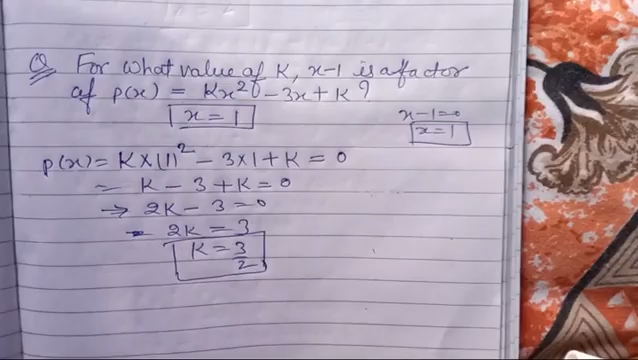 Q For what value of K, x-1 is a factor
of p(x) = Kx² - 3x + K?
x = 1
x-1=0
x=1
p(x) = K×(1)² - 3×1 + K = 0
= K - 3 + K = 0
→ 2K - 3 = 0
- 2K = 3
K = 3/2